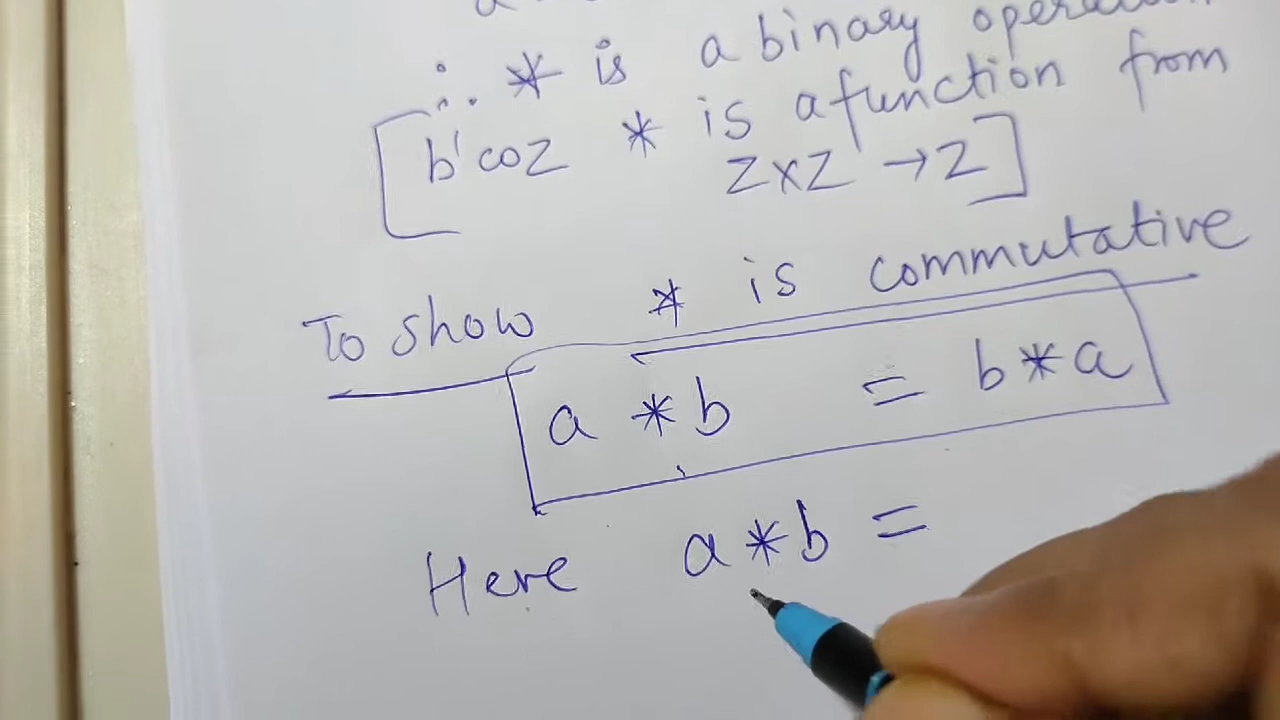 ∴ * is a binary
[b'coz * is a function from
Z×Z → Z]
To show * is commutative
a * b = b * a
Here a * b =